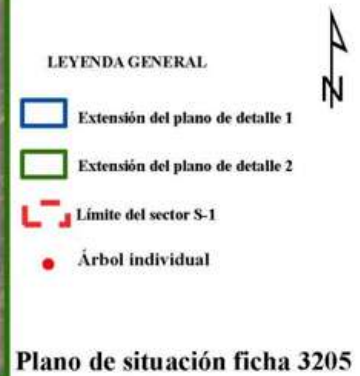 N
LEYENDA GENERAL
Extensión del plano de detalle 1
Extensión del plano de detalle 2
Límite del sector S-1
Árbol individual
Plano de situación ficha 3205